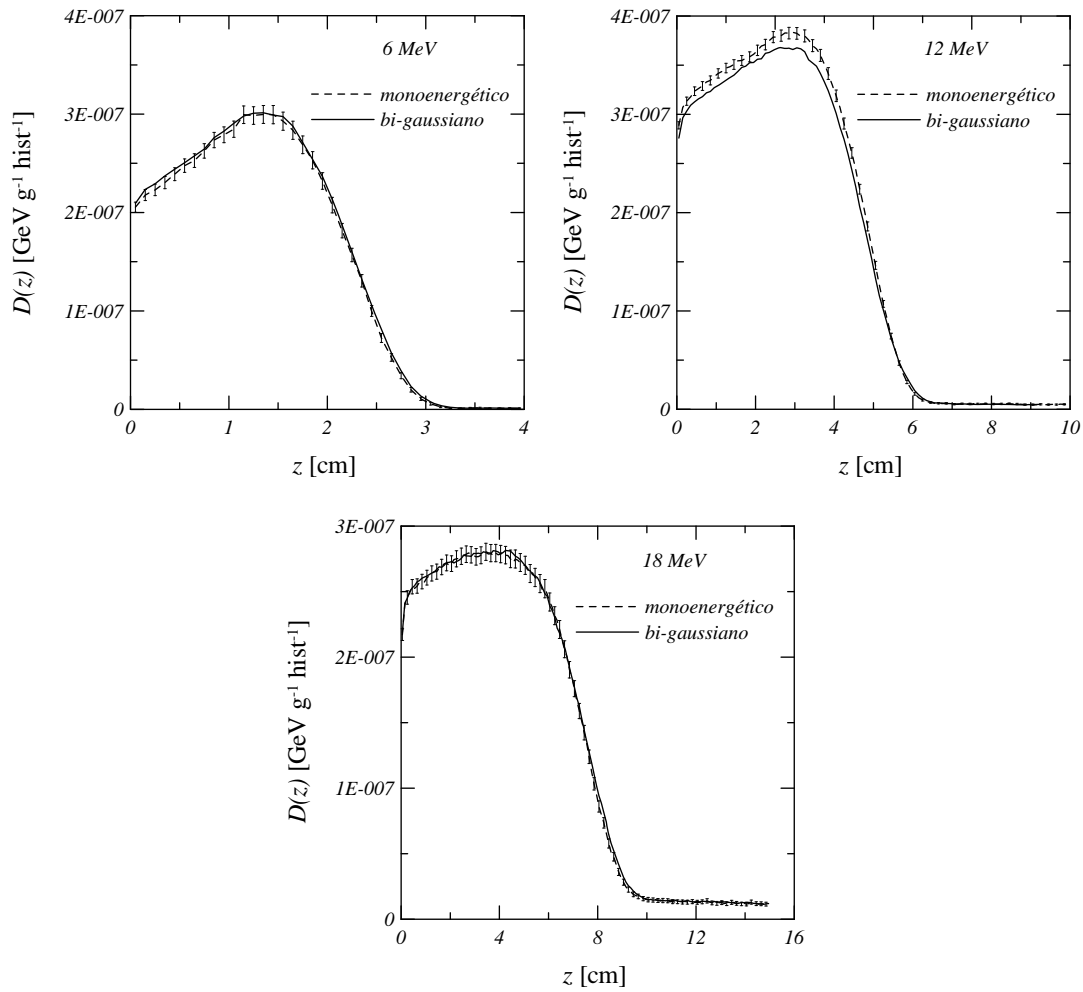 4E-007
3E-007
2E-007
1E-007
0
D(z) [GeV g⁻¹ hist⁻¹]
6 MeV
monoenergético
bi-gaussiano
0 1 2 3 4
z [cm]
4E-007
3E-007
2E-007
1E-007
0
D(z) [GeV g⁻¹ hist⁻¹]
12 MeV
monoenergético
bi-gaussiano
0 2 4 6 8 10
z [cm]
3E-007
2E-007
1E-007
0
D(z) [GeV g⁻¹ hist⁻¹]
18 MeV
monoenergético
bi-gaussiano
0 4 8 12 16
z [cm]